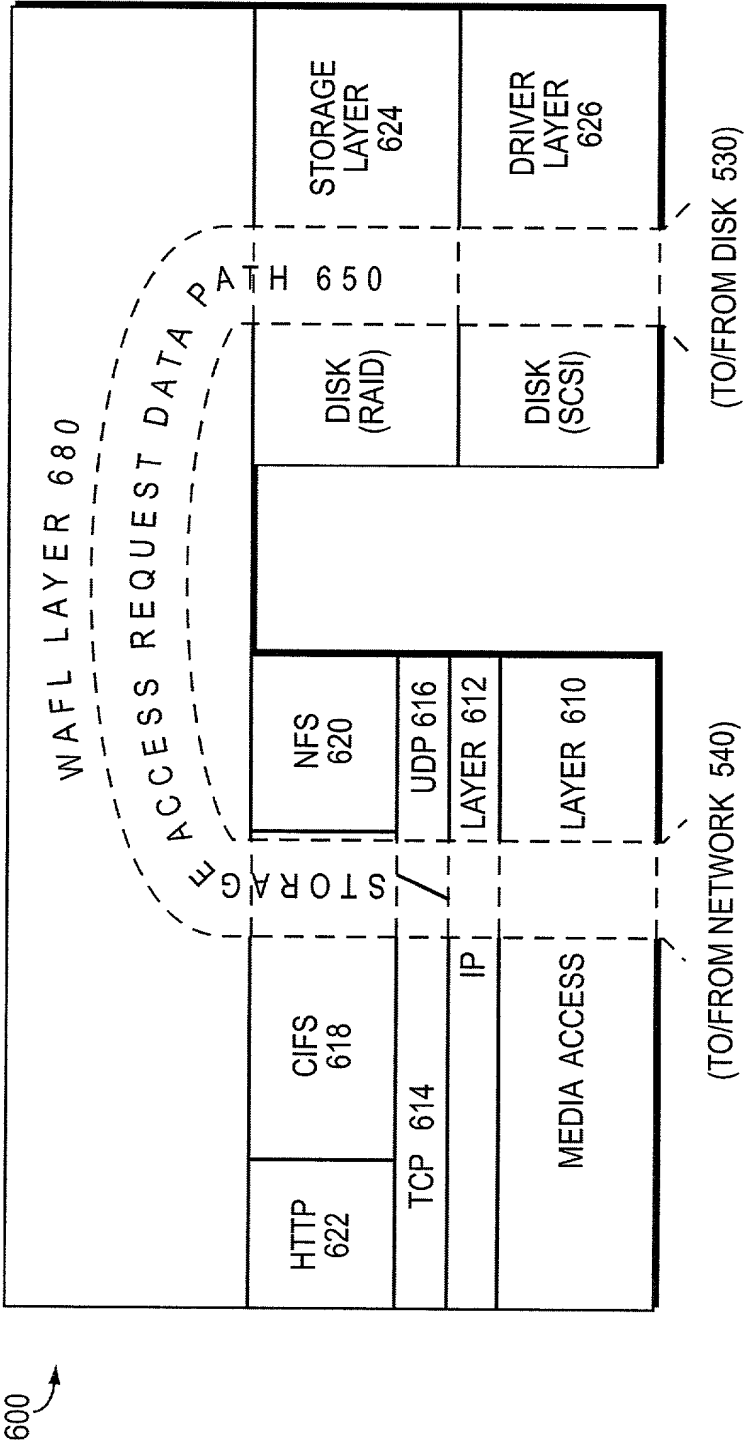 600
WAFL LAYER 680
STORAGE ACCESS REQUEST DATA PATH 650
HTTP
622
CIFS
618
NFS
620
TCP 614
UDP 616
IP
LAYER 612
MEDIA ACCESS
LAYER 610
(TO/FROM NETWORK 540)
DISK
(RAID)
STORAGE
LAYER
624
DISK
(SCSI)
DRIVER
LAYER
626
(TO/FROM DISK 530)